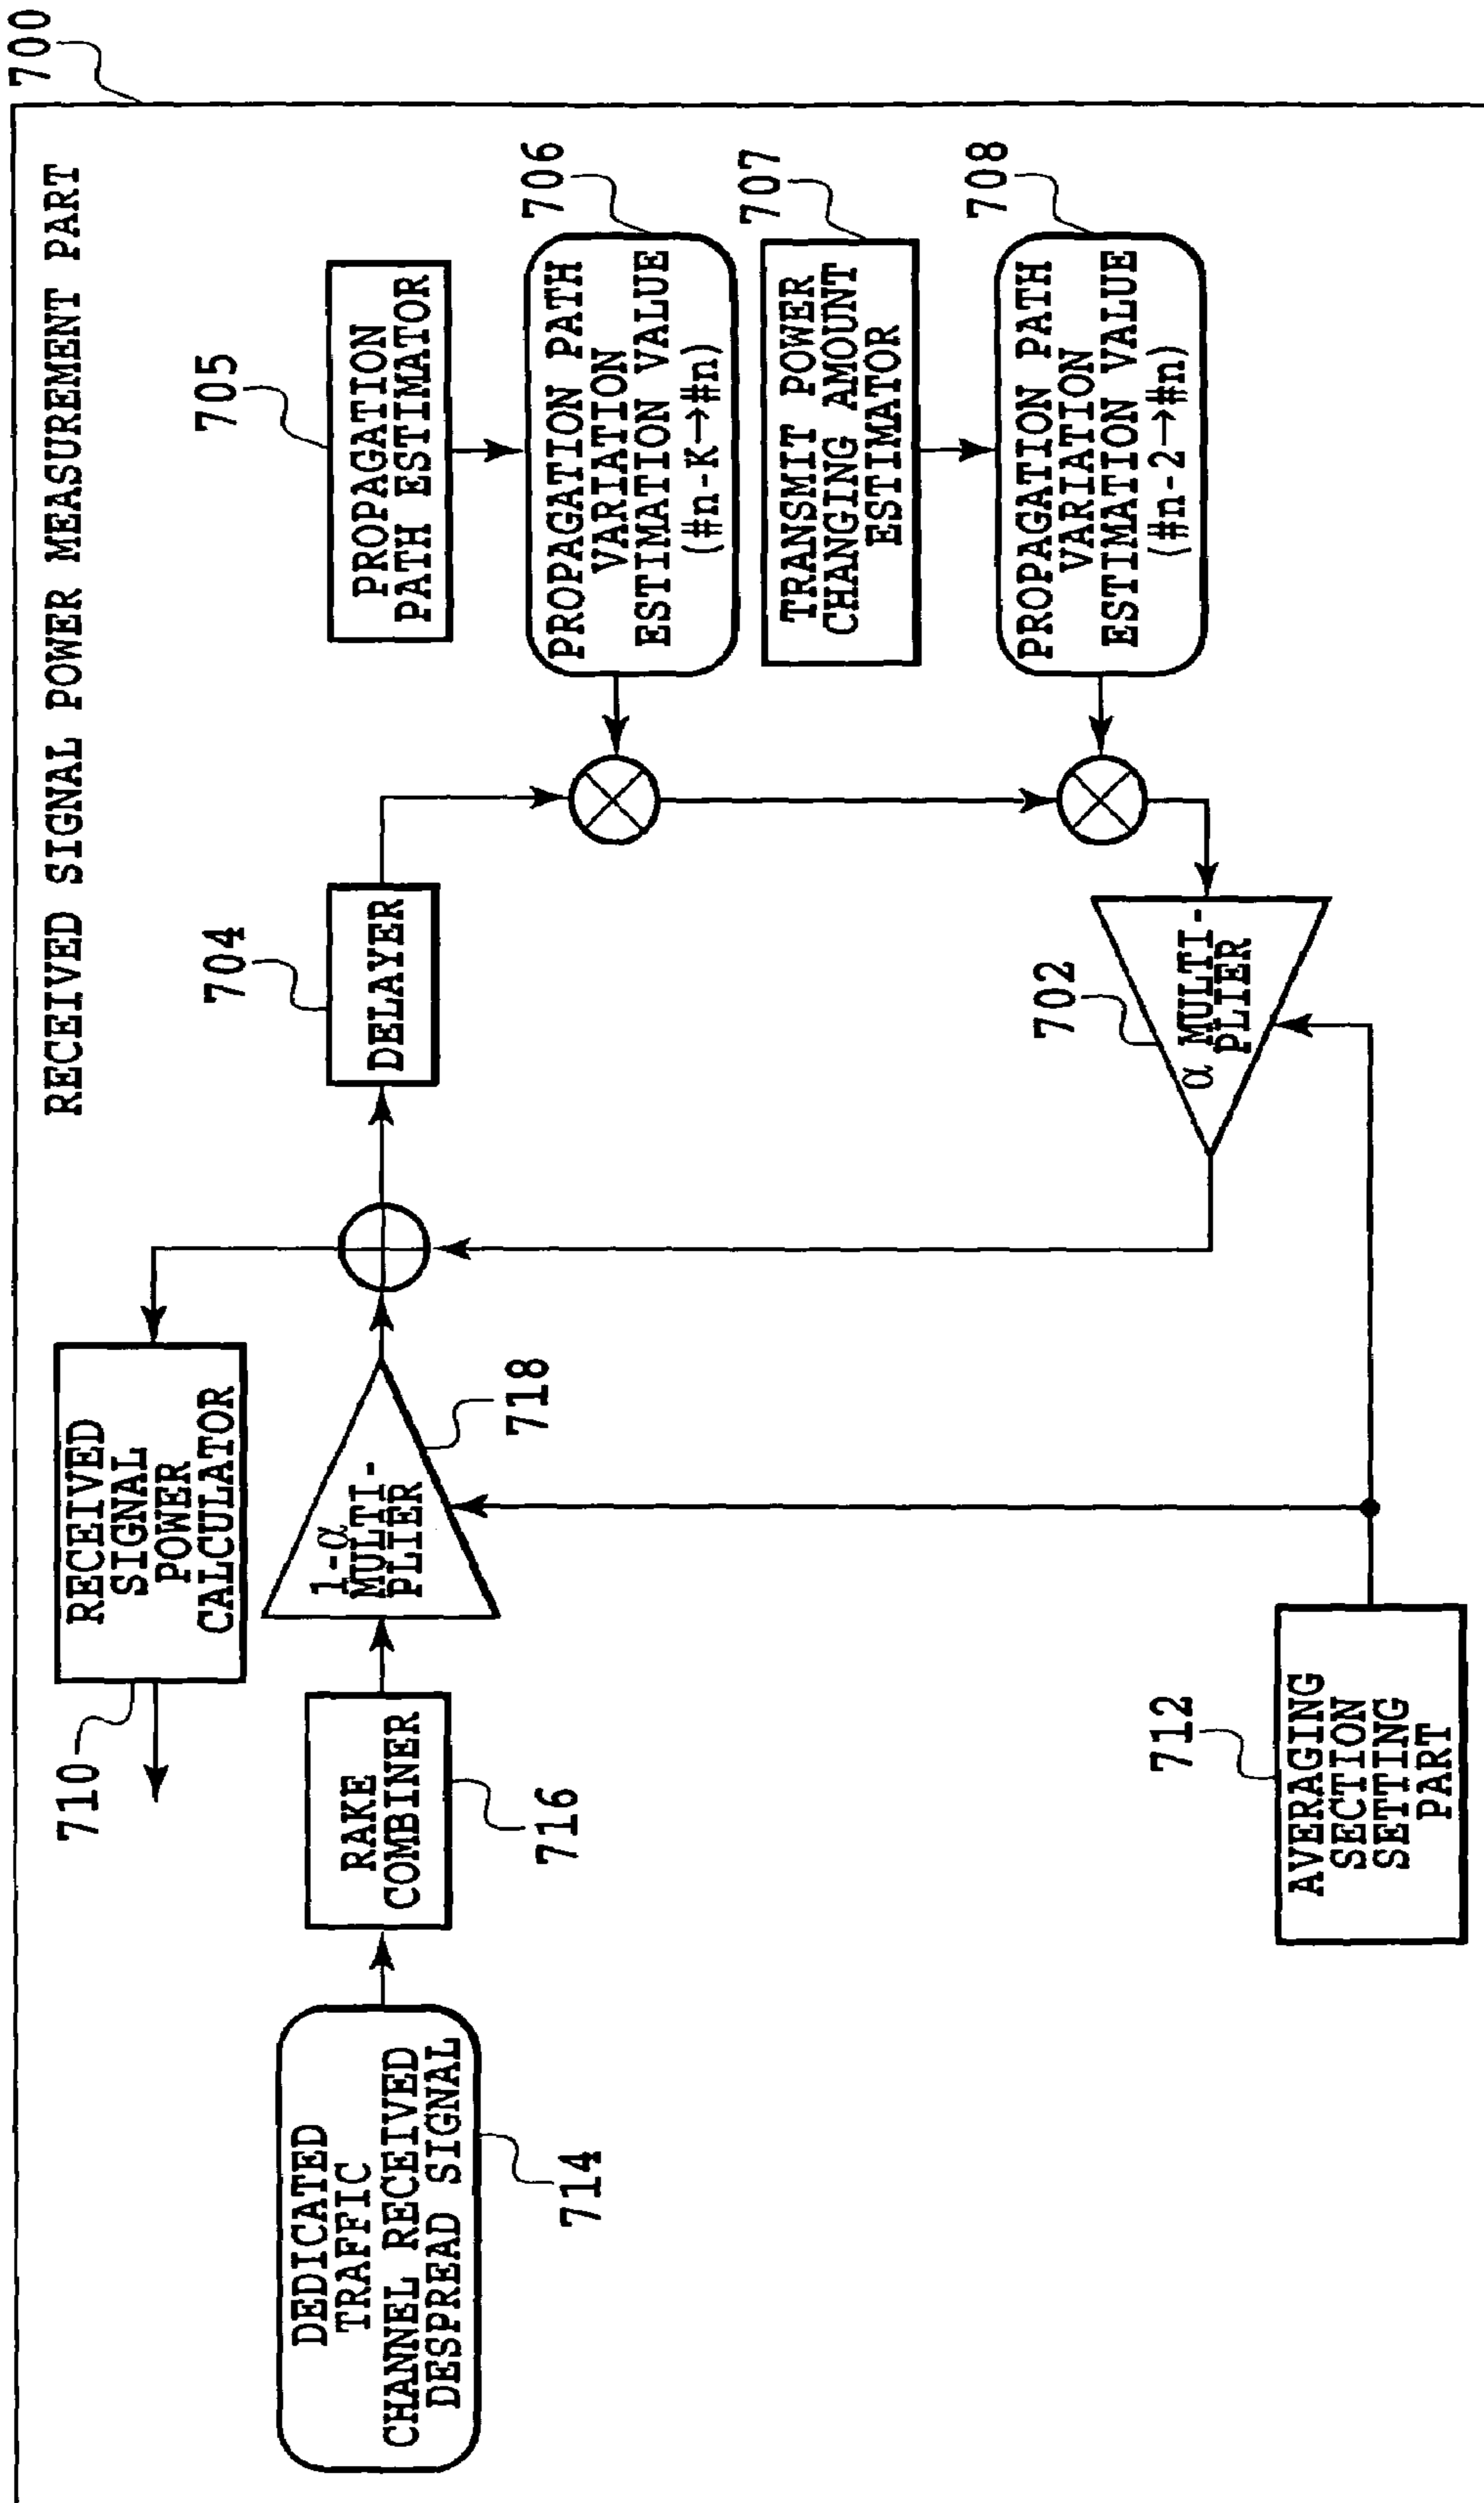 700
RECEIVED SIGNAL POWER MEASUREMENT PART
710
RECEIVED
SIGNAL
POWER
CALCULATOR
704
DELAYER
705
PROPAGATION
PATH ESTIMATOR
DEDICATED
TRAFFIC
CHANNEL RECEIVED
DESPREAD SIGNAL
714
RAKE
COMBINER
716
1-α
MULTI-
PLIER
718
706
PROPAGATION PATH
VARIATION
ESTIMATION VALUE
(#n-K→#n)
707
TRANSMIT POWER
CHANGING AMOUNT
ESTIMATOR
708
PROPAGATION PATH
VARIATION
ESTIMATION VALUE
(#n-2→#n)
702
α MULTI-
PLIER
712
AVERAGING
SECTION
SETTING
PART